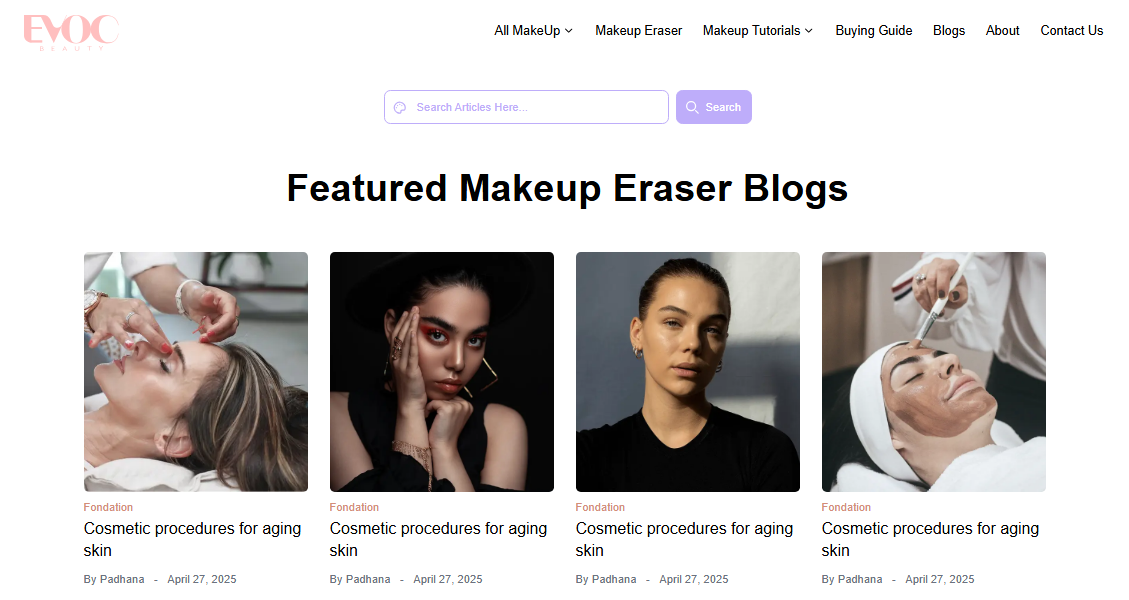 EVOC
BEAUTY
All MakeUp
Makeup Eraser
Makeup Tutorials
Buying Guide
Blogs
About
Contact Us
Search Articles Here...
Search
Featured Makeup Eraser Blogs
Fondation
Cosmetic procedures for aging
skin
By Padhana - April 27, 2025
Fondation
Cosmetic procedures for aging
skin
By Padhana - April 27, 2025
Fondation
Cosmetic procedures for aging
skin
By Padhana - April 27, 2025
Fondation
Cosmetic procedures for aging
skin
By Padhana - April 27, 2025